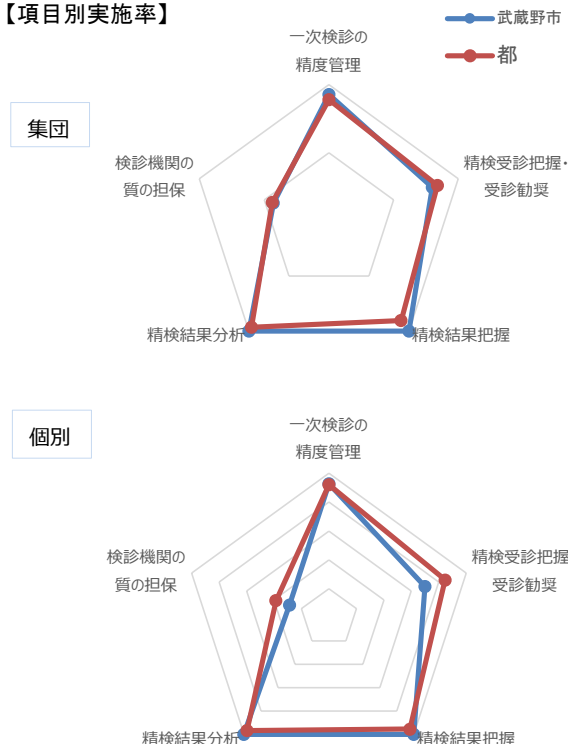 【項目別実施率】
武蔵野市
都
集団
一次検診の
精度管理
精検受診把握・
受診勧奨
精検結果把握
精検結果分析
検診機関の
質の担保
個別
一次検診の
精度管理
精検受診把握
受診勧奨
精検結果把握
精検結果分析
検診機関の
質の担保